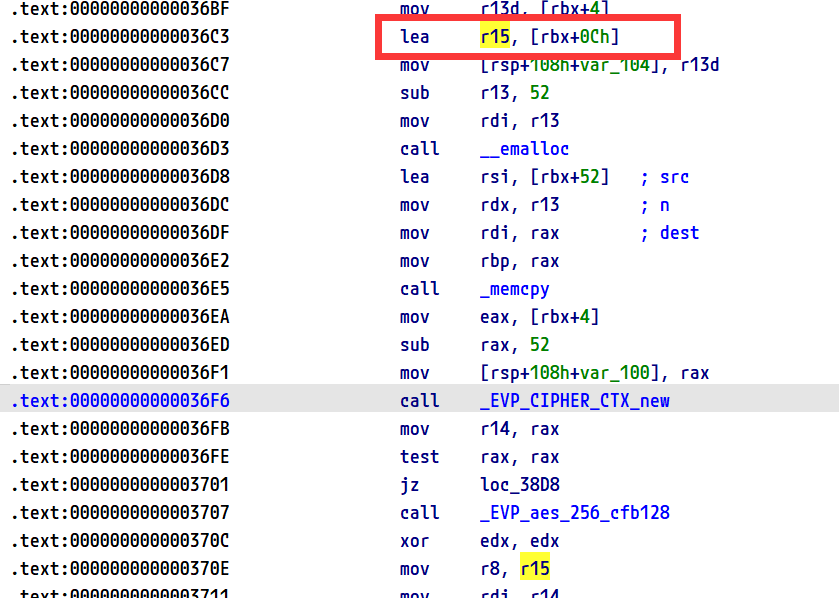 .text:00000000000036BF mov r13d, [rbx+4]
.text:00000000000036C3 lea r15, [rbx+0Ch]
.text:00000000000036C7 mov [rsp+108h+var_104], r13d
.text:00000000000036CC sub r13, 52
.text:00000000000036D0 mov rdi, r13
.text:00000000000036D3 call __emalloc
.text:00000000000036D8 lea rsi, [rbx+52] ; src
.text:00000000000036DC mov rdx, r13 ; n
.text:00000000000036DF mov rdi, rax ; dest
.text:00000000000036E2 mov rbp, rax
.text:00000000000036E5 call _memcpy
.text:00000000000036EA mov eax, [rbx+4]
.text:00000000000036ED sub rax, 52
.text:00000000000036F1 mov [rsp+108h+var_100], rax
.text:00000000000036F6 call _EVP_CIPHER_CTX_new
.text:00000000000036FB mov r14, rax
.text:00000000000036FE test rax, rax
.text:0000000000003701 jz loc_38D8
.text:0000000000003707 call _EVP_aes_256_cfb128
.text:000000000000370C xor edx, edx
.text:000000000000370E mov r8, r15
.text:0000000000003711 mov rdi, r14